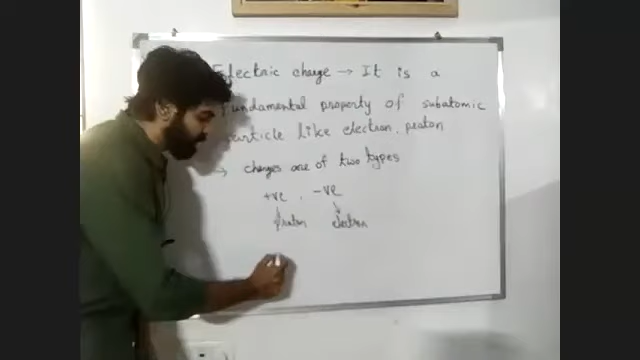 Electric charge → It is a
fundamental property of subatomic
particle like electron, proton
→ charges are of two types
+ve , -ve
proton electron